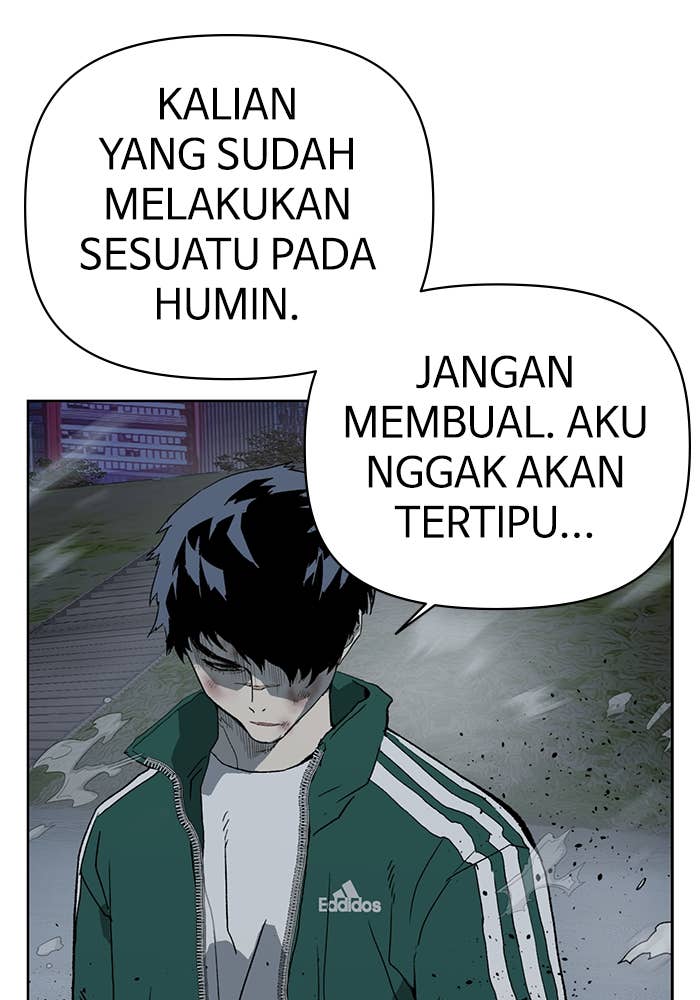 KALIAN
YANG SUDAH
MELAKUKAN
SESUATU PADA
HUMIN.
JANGAN
MEMBUAL. AKU
NGGAK AKAN
TERTIPU...
Eddidos